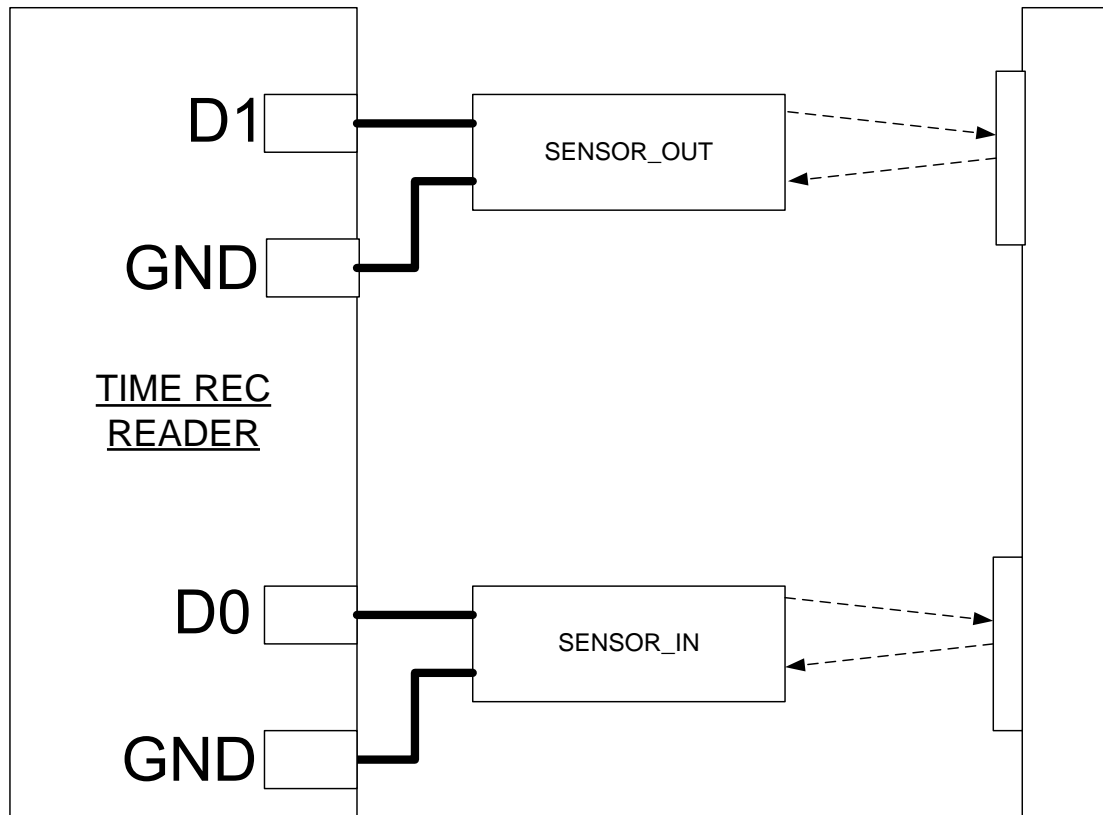 D1
SENSOR_OUT
GND
TIME REC
READER
D0
SENSOR_IN
GND